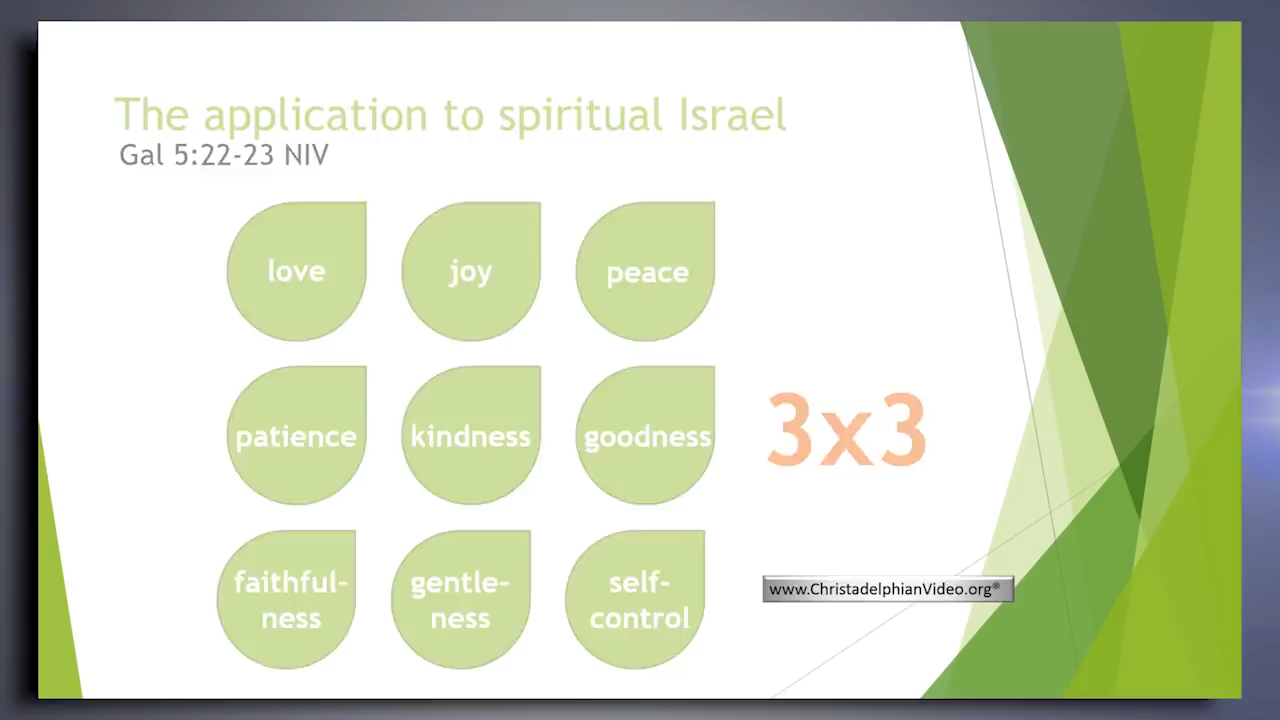 The application to spiritual Israel
Gal 5:22-23 NIV
love
joy
peace
patience
kindness
goodness
3x3
faithful-
ness
gentle-
ness
self-
control
www.ChristadelphianVideo.org®